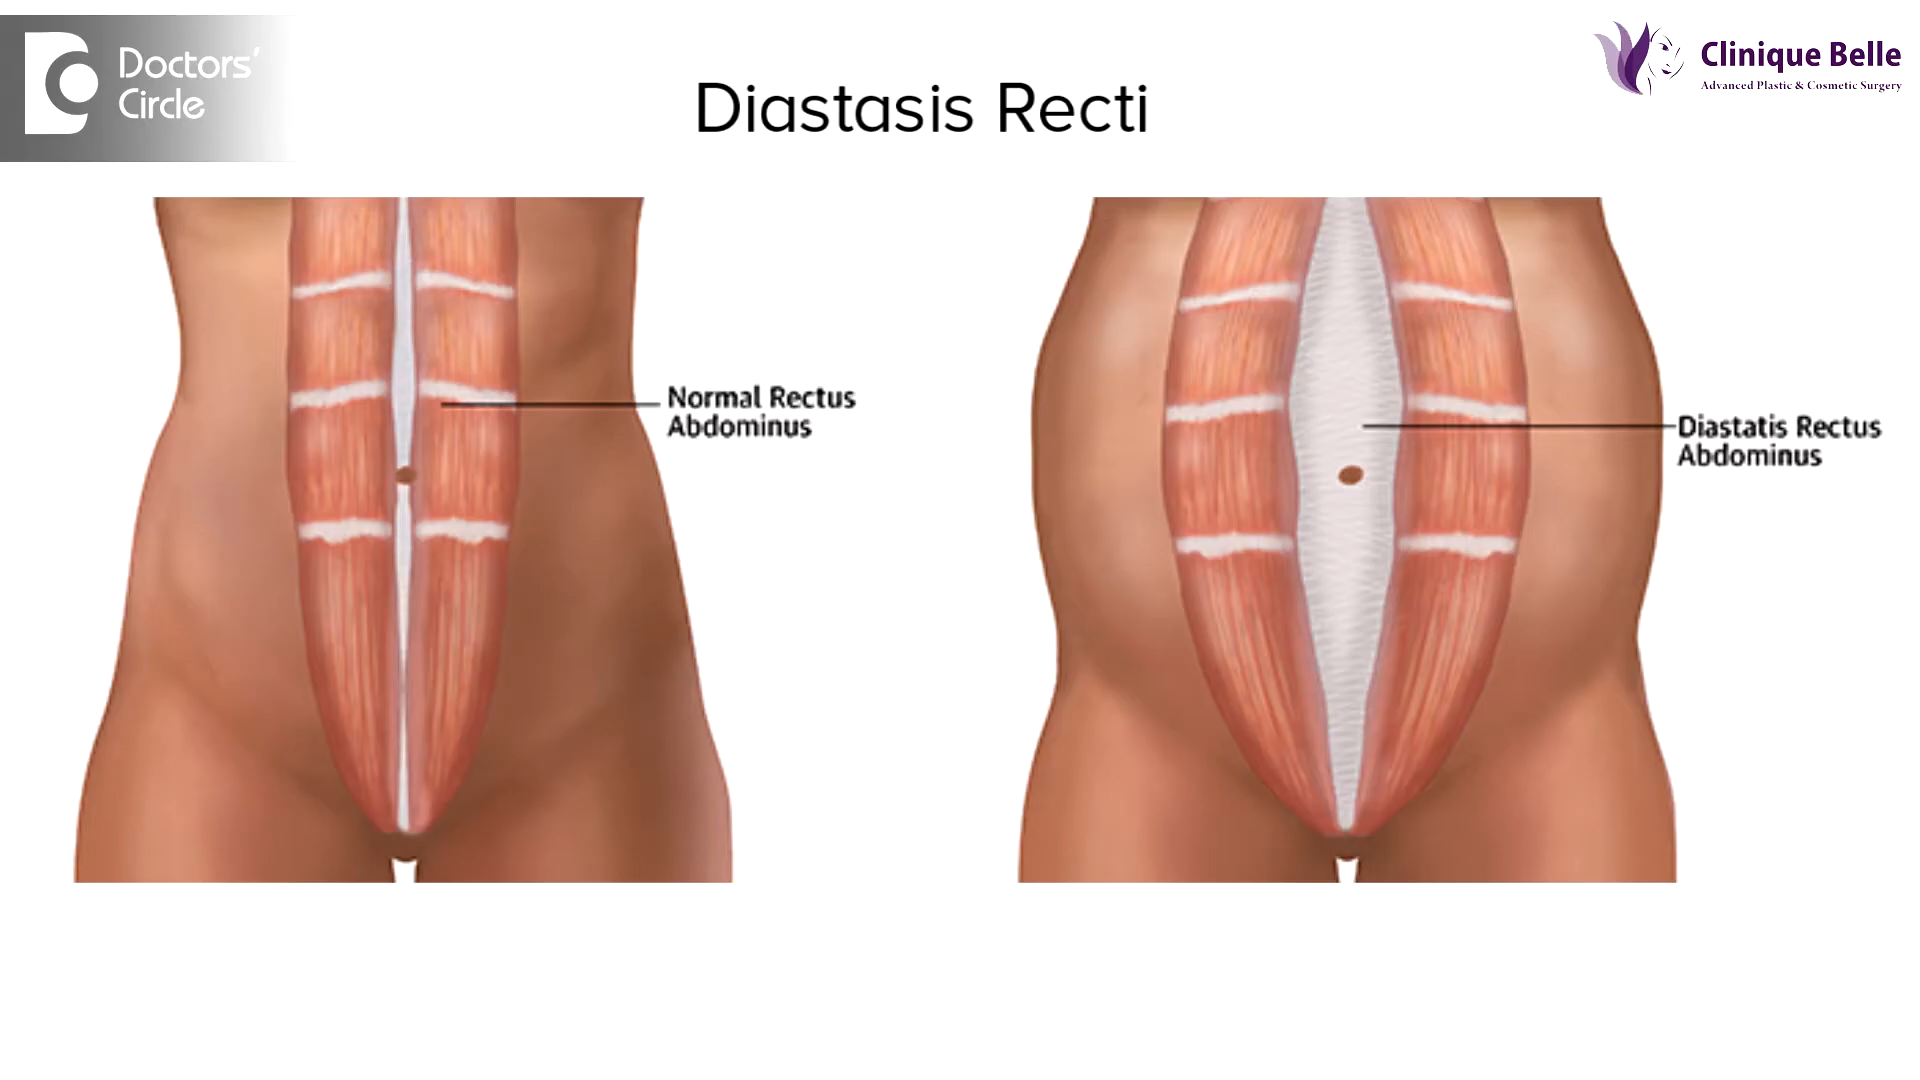 Doctors'
Circle
Diastasis Recti
Clinique Belle
Advanced Plastic & Cosmetic Surgery
Normal Rectus
Abdominus
Diastatis Rectus
Abdominus